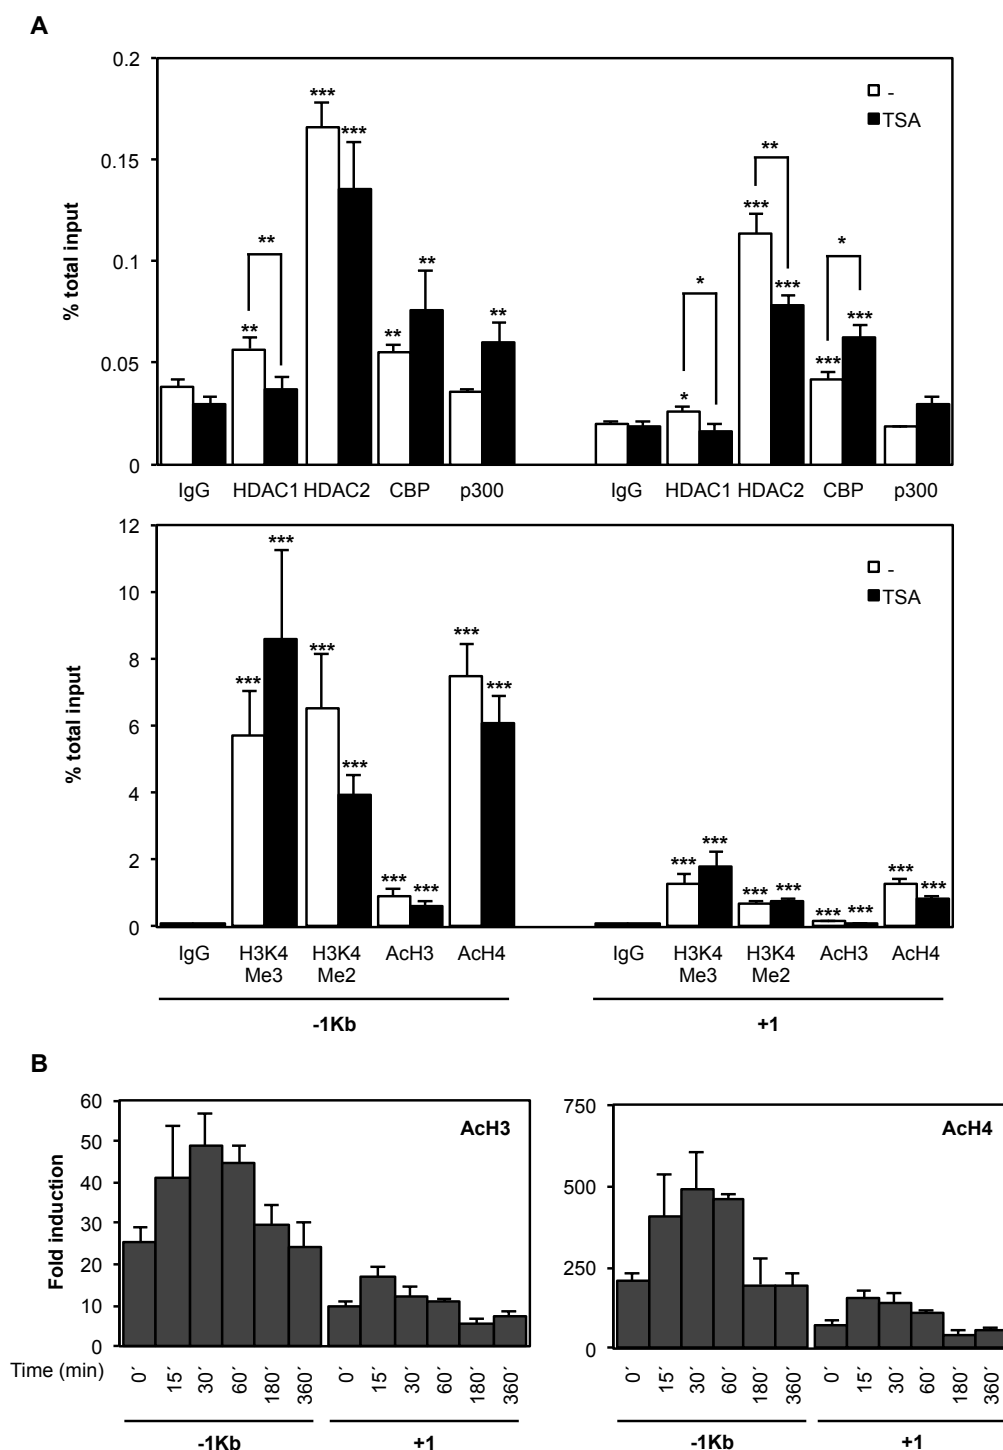 A
0.2
0.15
0.1
0.05
0
% total input
-
TSA
*** *** ** ** ** ** ** * * *** ** *** *** * ***
IgG HDAC1 HDAC2 CBP p300 IgG HDAC1 HDAC2 CBP p300
12
10
8
6
4
2
0
% total input
-
TSA
*** *** *** *** *** *** *** *** *** *** *** *** *** *** *** ***
IgG H3K4 Me3 H3K4 Me2 AcH3 AcH4 IgG H3K4 Me3 H3K4 Me2 AcH3 AcH4
-1Kb +1
B
60
50
40
30
20
10
0
Fold induction
AcH3
750
500
250
0
AcH4
Time (min) 0´ 15´ 30´ 60´ 180´ 360´ 0´ 15´ 30´ 60´ 180´ 360´ 0´ 15´ 30´ 60´ 180´ 360´ 0´ 15´ 30´ 60´ 180´ 360´
-1Kb +1 -1Kb +1